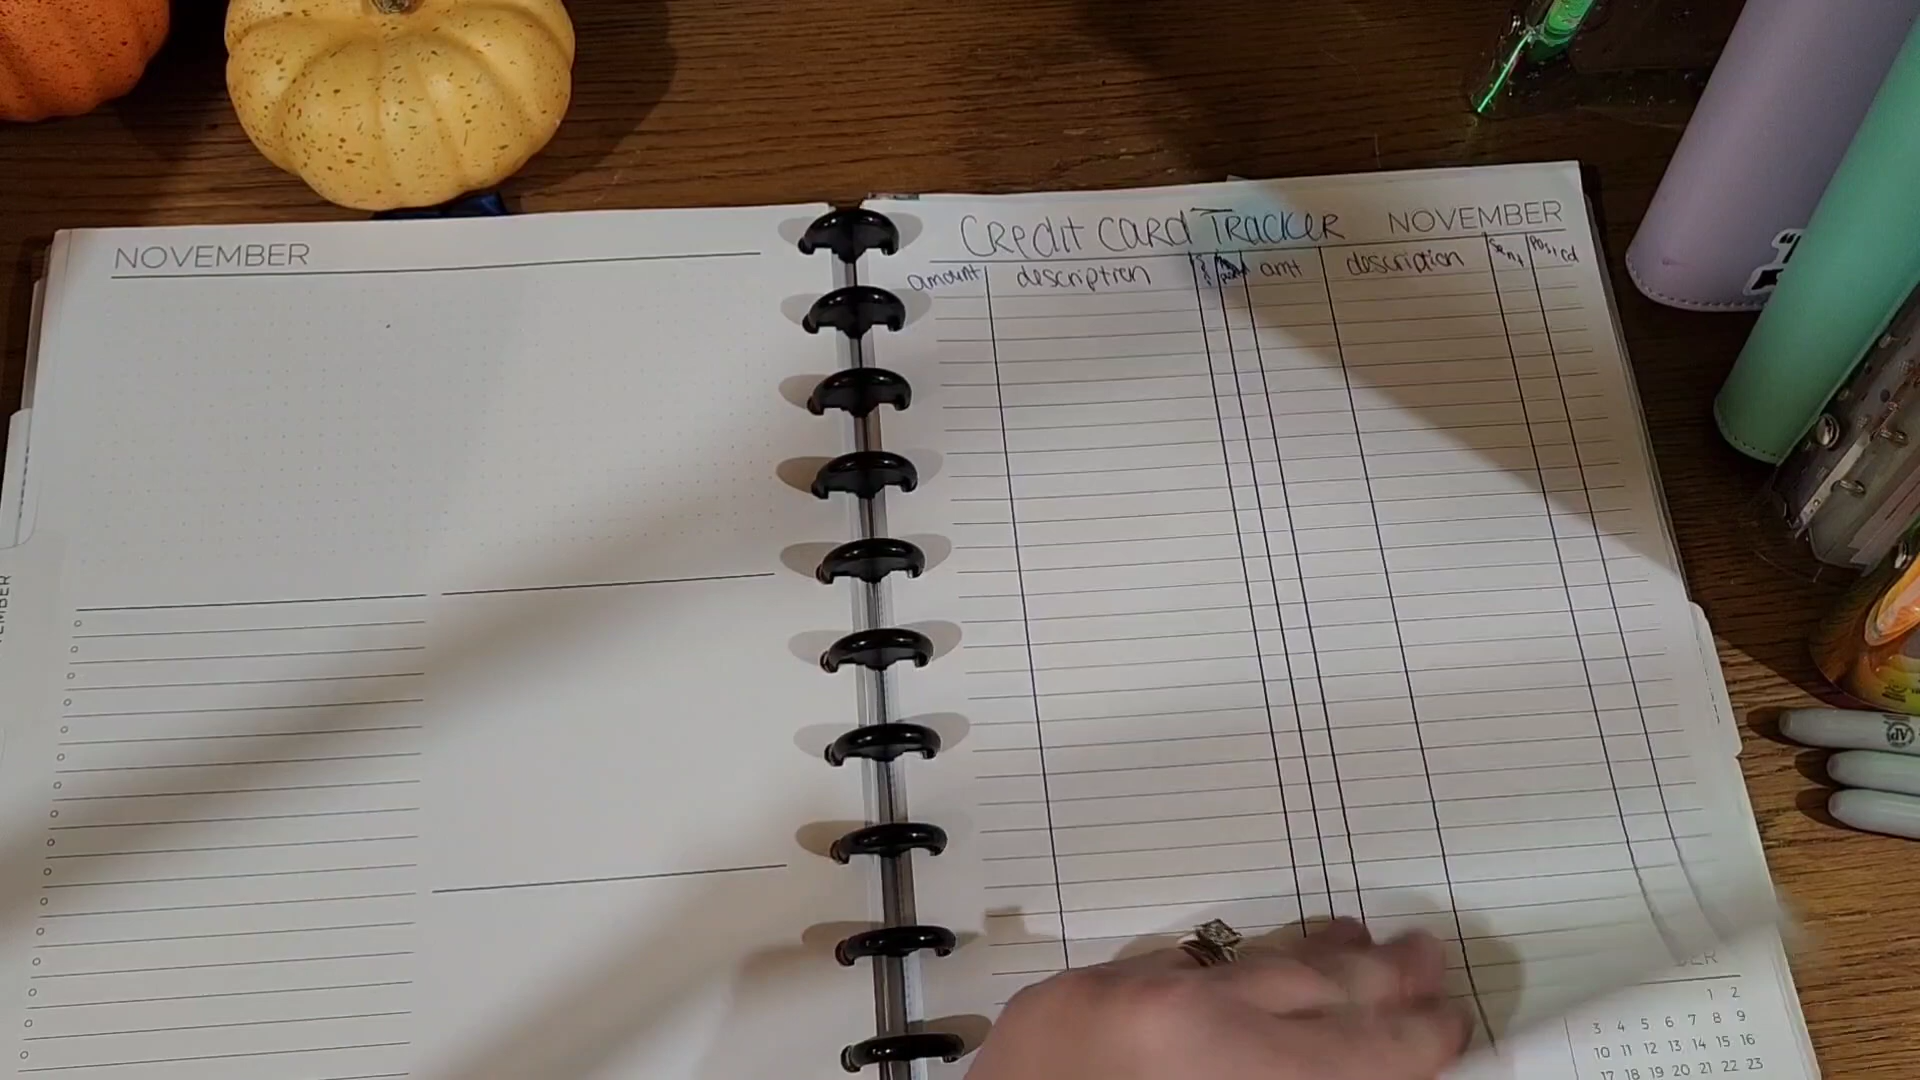 NOVEMBER
Credit Card Tracker NOVEMBER
amount description amt description Sent Posted
1 2
3 4 5 6 7 8 9
10 11 12 13 14 15 16
17 18 19 20 21 22 23